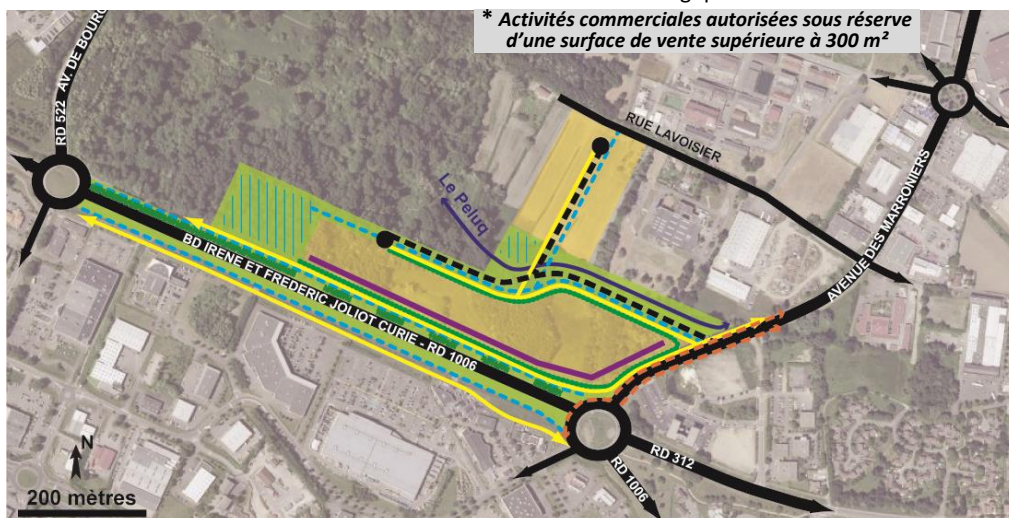 * Activités commerciales autorisées sous réserve
d'une surface de vente supérieure à 300 m²
RD 522 AV. DE BOURG
RUE LAVOISIER
Le Peluq
AVENUE DES MARRONIERS
BD IRENE ET FREDERIC JOLIOT CURIE - RD 1006
N
200 mètres
RD 312
RD 1006